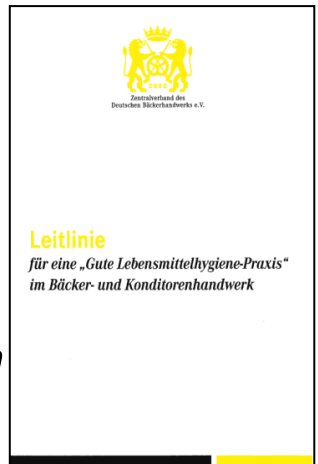 Zentralverband des
Deutschen Bäckerhandwerks e.V.
Leitlinie
für eine „Gute Lebensmittelhygiene-Praxis“
im Bäcker- und Konditorenhandwerk